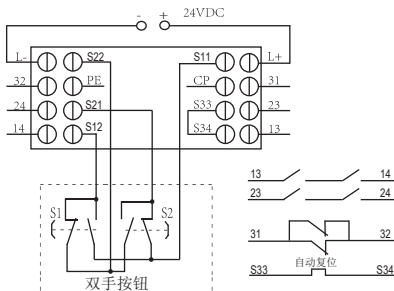 - + 24VDC
L- S22 S11 L+
32 PE CP 31
24 S21 S33 23
14 S12 S34 13
S1 S2
双手按钮
13 14
23 24
31 32
自动复位
S33 S34